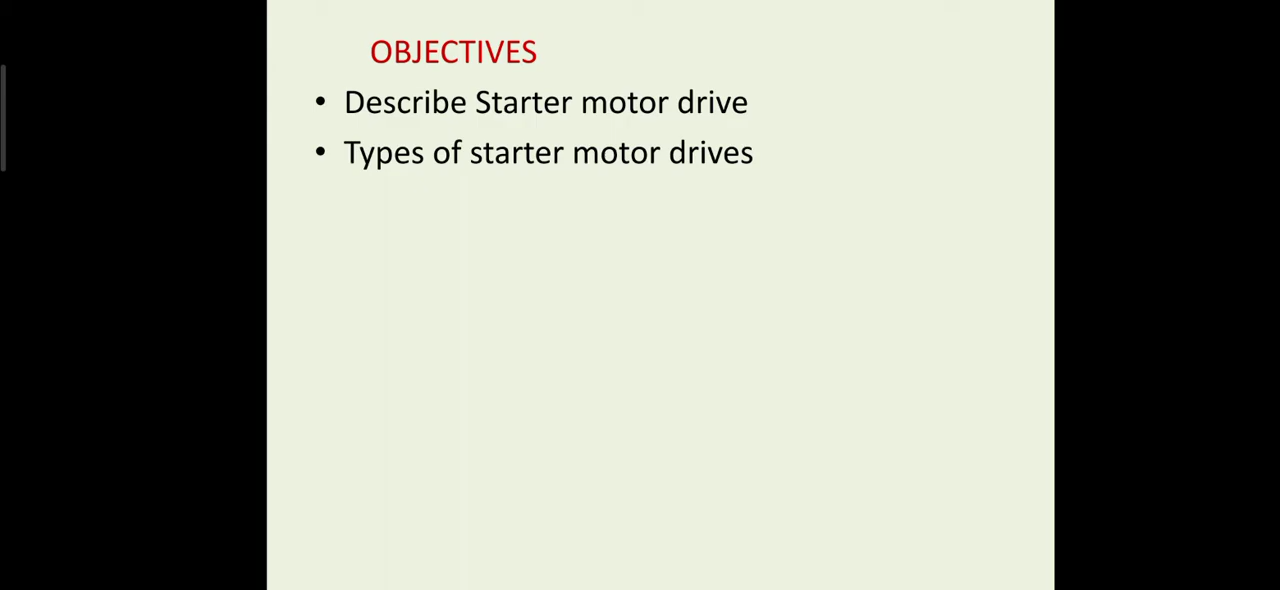 OBJECTIVES
• Describe Starter motor drive
• Types of starter motor drives